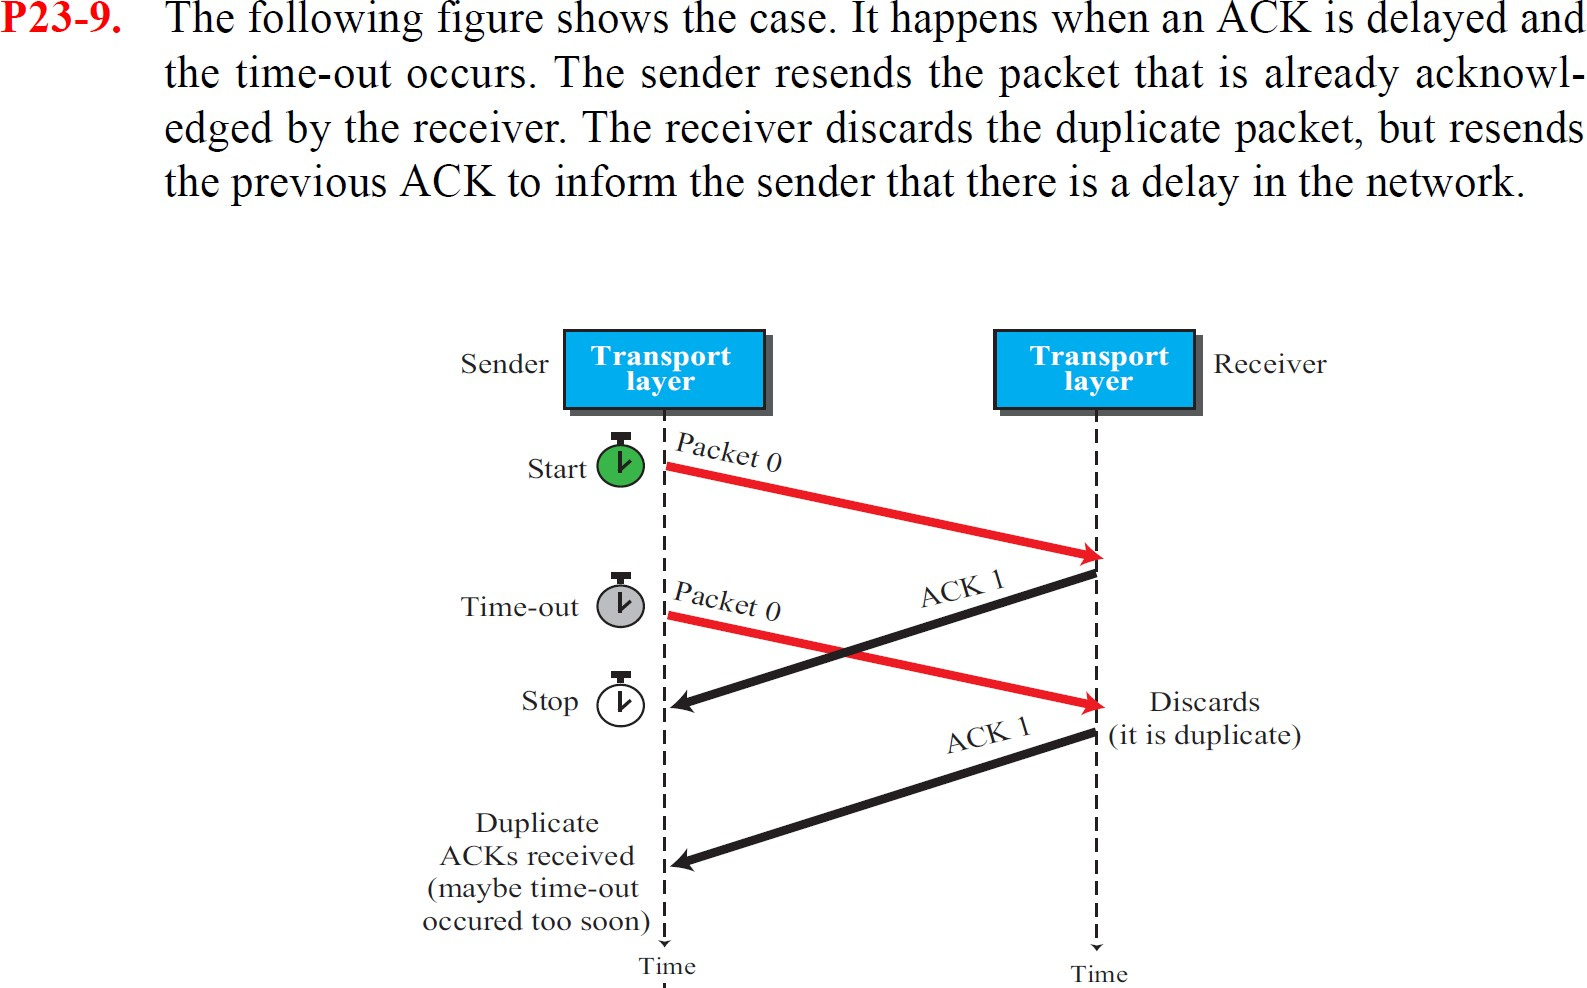 P23-9. The following figure shows the case. It happens when an ACK is delayed and
the time-out occurs. The sender resends the packet that is already acknowl-
edged by the receiver. The receiver discards the duplicate packet, but resends
the previous ACK to inform the sender that there is a delay in the network.
Sender
Transport
layer
Transport
layer
Receiver
Start
Packet 0
Time-out
Packet 0
ACK 1
Stop
Discards
(it is duplicate)
ACK 1
Duplicate
ACKs received
(maybe time-out
occured too soon)
Time
Time